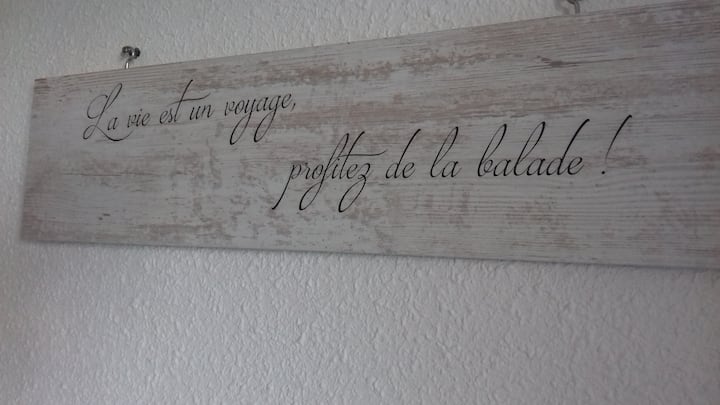 La vie est un voyage,
profitez de la balade !